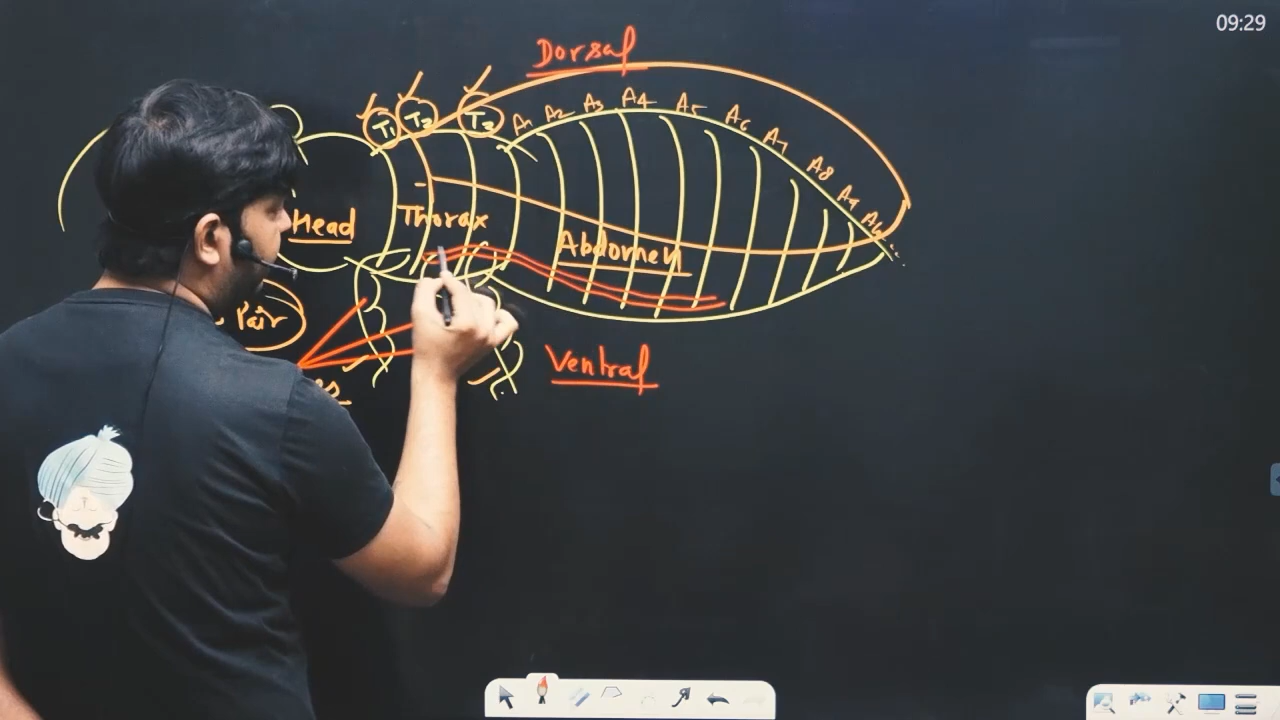 09:29
Dorsal
T1 T2 T3 A1 A2 A3 A4 A5 A6 A7 A8 A9 A10
Head Thorax Abdomen
Pair
Ventral